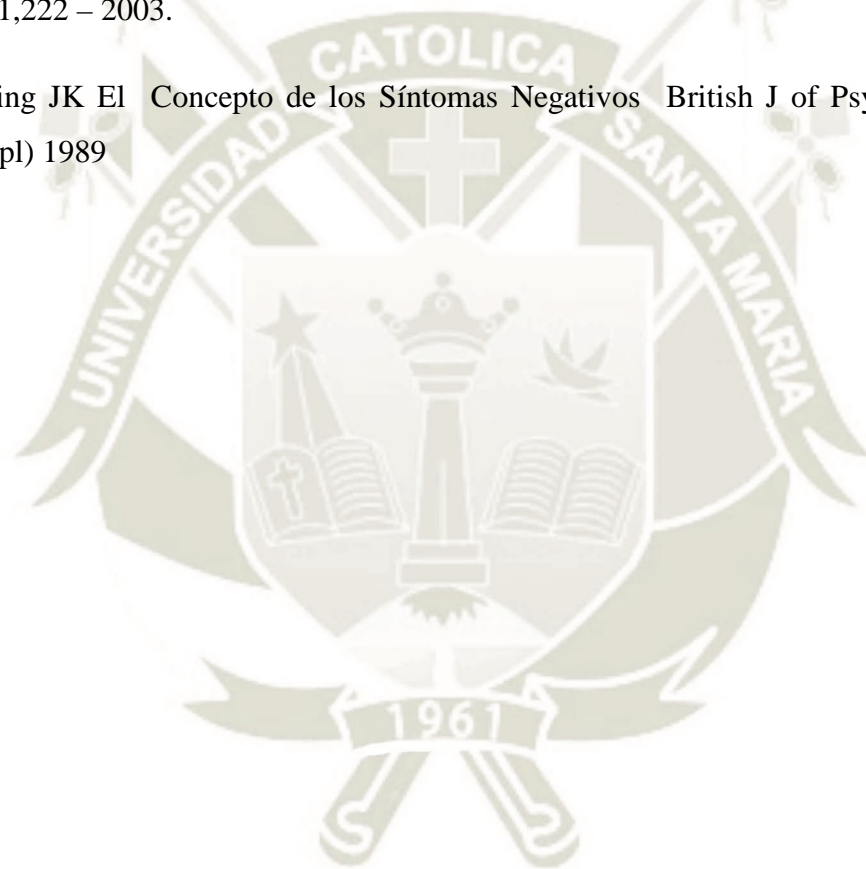 1,222 – 2003.
ing JK El Concepto de los Síntomas Negativos British J of Psy
pl) 1989
UNIVERSIDAD CATOLICA SANTA MARIA
1961